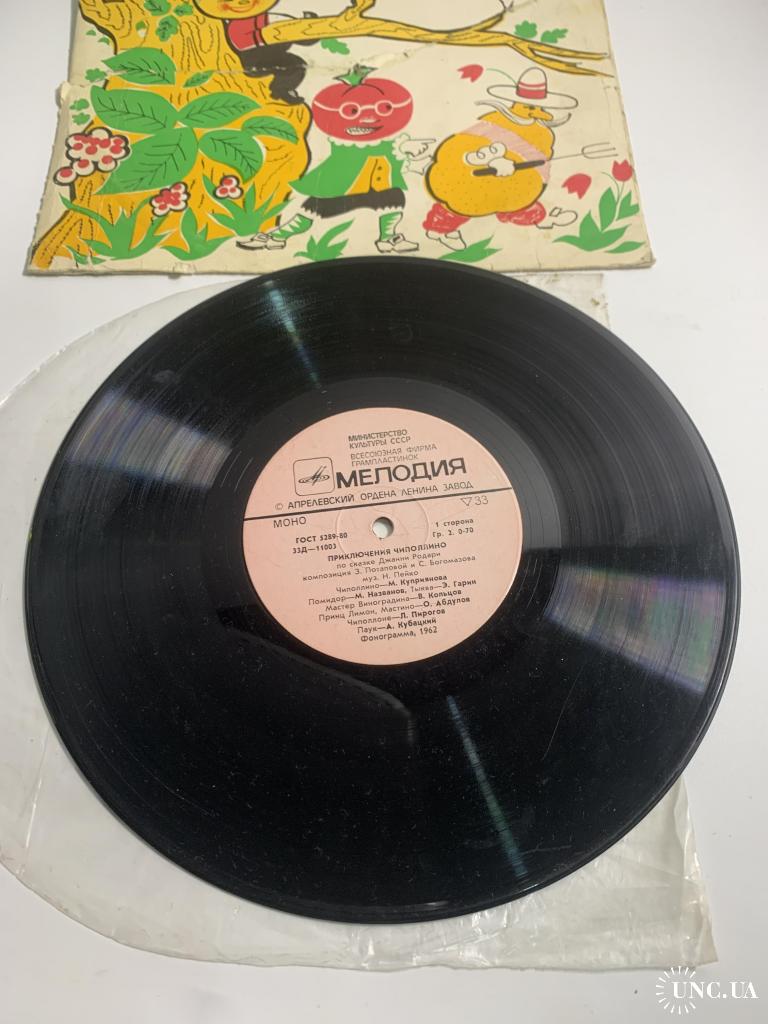 МИНИСТЕРСТВО
КУЛЬТУРЫ СССР
ВСЕСОЮЗНАЯ ФИРМА
ГРАМПЛАСТИНОК
МЕЛОДИЯ
© АПРЕЛЕВСКИЙ ОРДЕНА ЛЕНИНА ЗАВОД
МОНО ▽33
ГОСТ 5289-80 1 сторона
33Д—11003 Гр. 2. 0-70
ПРИКЛЮЧЕНИЯ ЧИПОЛЛИНО
по сказке Джанни Родари
композиция З. Потаповой и С. Богомазова
муз. Н. Пейко
Чиполлино—М. Куприянова
Помидор—М. Названов, Тыква—Э. Гарин
Мастер Виноградина—В. Кольцов
Принц Лимон, Мастино—О. Абдулов
Чиполлоне—Л. Пирогов
Паук—А. Кубацкий
Фонограмма, 1962
UNC.UA